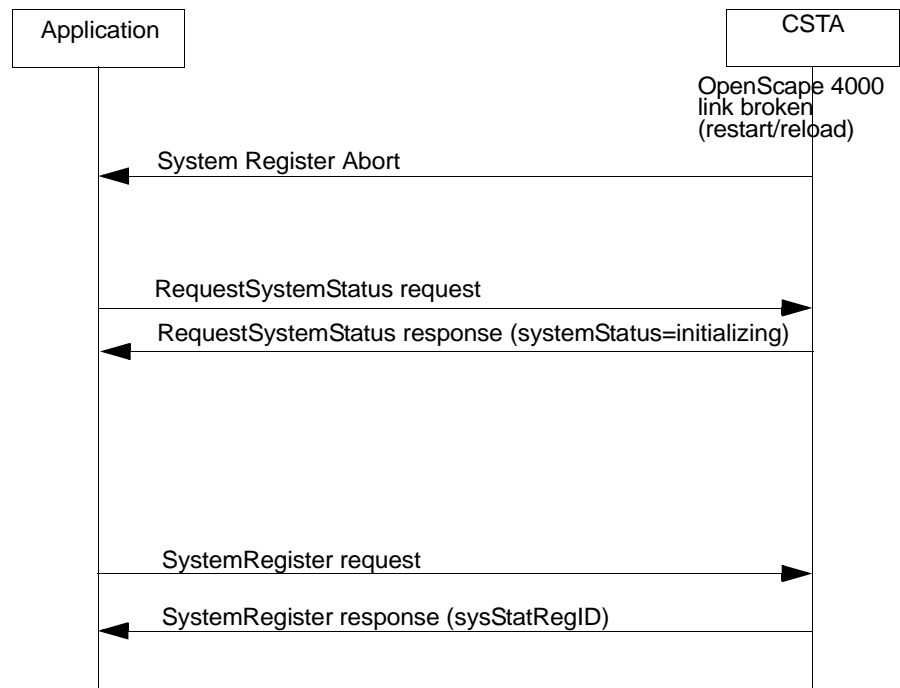 Application
CSTA
OpenScape 4000
link broken
(restart/reload)
System Register Abort
RequestSystemStatus request
RequestSystemStatus response (systemStatus=initializing)
SystemRegister request
SystemRegister response (sysStatRegID)